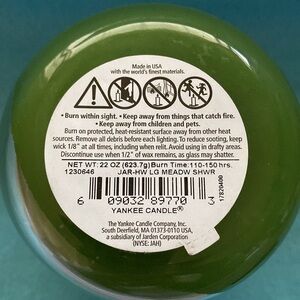 Made in USA
with the world's finest materials.
• Burn within sight. • Keep away from things that catch fire.
• Keep away from children and pets.
Burn on protected, heat-resistant surface away from other heat
sources. Remove all debris before each lighting. To reduce sooting, keep
wick 1/8" at all times, including when relit. Avoid using in drafty areas.
Discontinue use when 1/2" of wax remains, as glass may shatter.
NET WT. 22 OZ (623.7g) Burn Time: 110-150 hrs.
1230646 JAR-HW LG MEADW SHWR
6 09032 89770 3
17820400
YANKEE CANDLE®
The Yankee Candle Company, Inc.
South Deerfield, MA 01373-0110 USA
a subsidiary of Jarden Corporation
(NYSE: JAH)